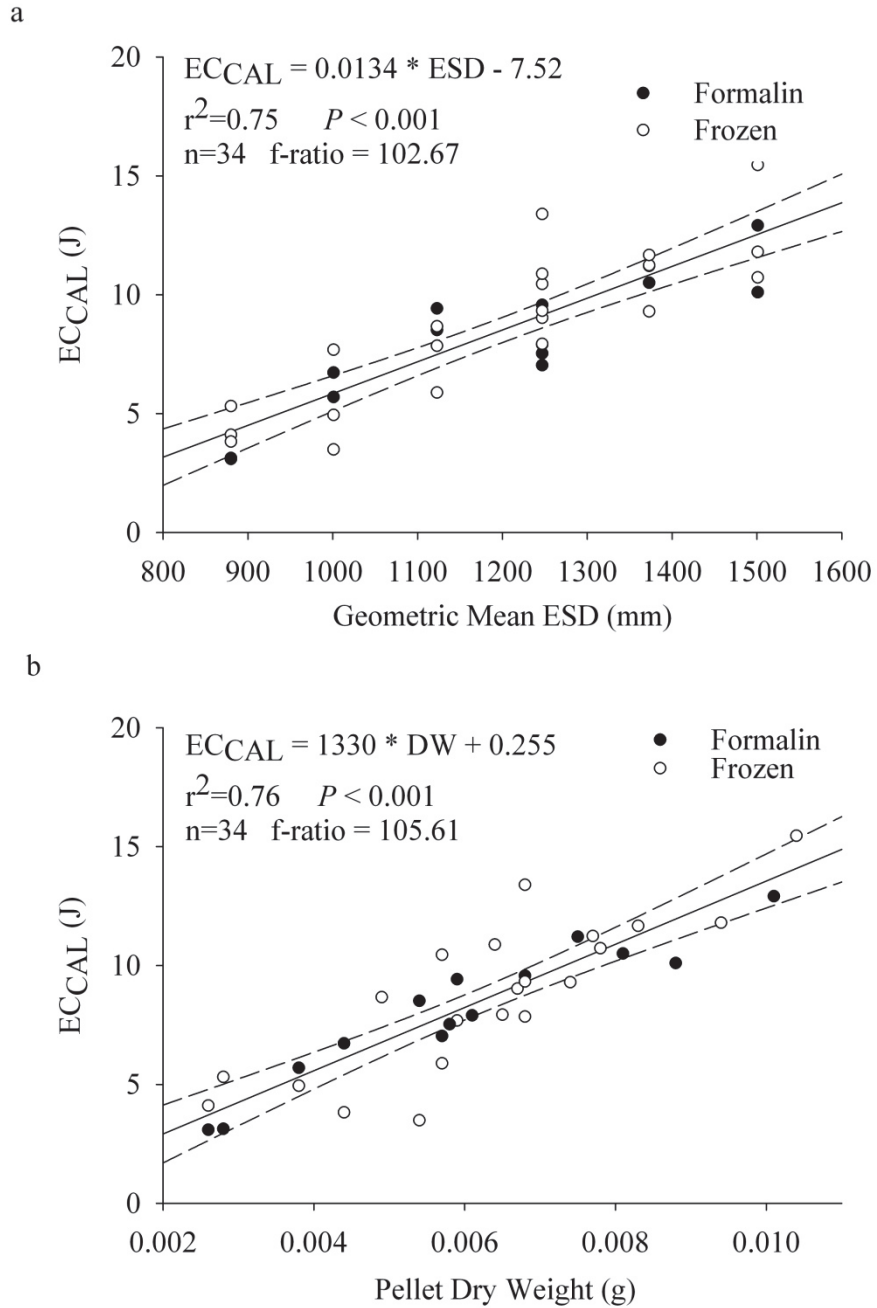 a
EC_CAL = 0.0134 * ESD - 7.52
r²=0.75 P < 0.001
n=34 f-ratio = 102.67
Formalin
Frozen
20
15
10
5
0
EC_CAL (J)
800 900 1000 1100 1200 1300 1400 1500 1600
Geometric Mean ESD (mm)
b
EC_CAL = 1330 * DW + 0.255
r²=0.76 P < 0.001
n=34 f-ratio = 105.61
Formalin
Frozen
20
15
10
5
0
EC_CAL (J)
0.002 0.004 0.006 0.008 0.010
Pellet Dry Weight (g)